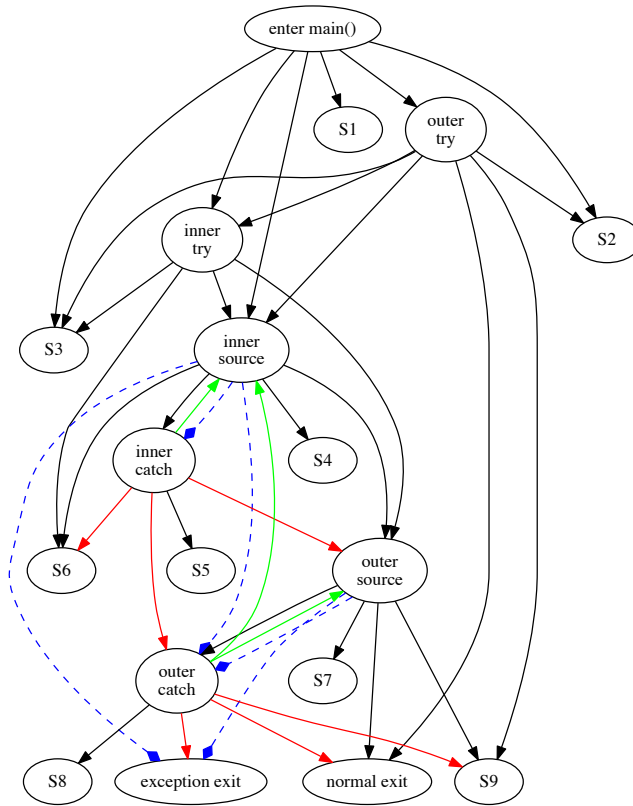 enter main()
S1
outer
try
inner
try
S2
S3
inner
source
inner
catch
S4
S6
S5
outer
source
outer
catch
S7
S8
exception exit
normal exit
S9